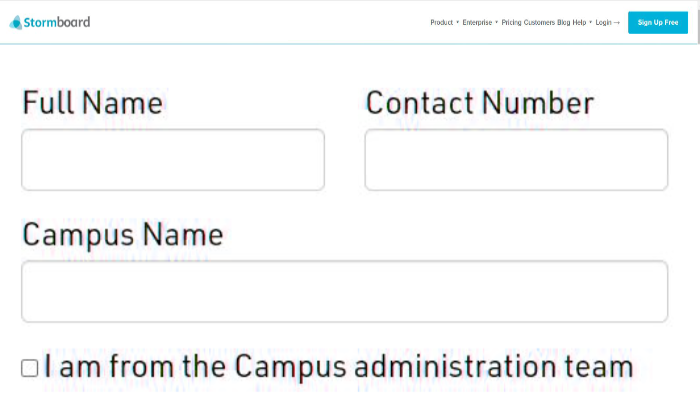 Stormboard Product Enterprise Pricing Customers Blog Help Login → Sign Up Free
Full Name Contact Number
Campus Name
I am from the Campus administration team